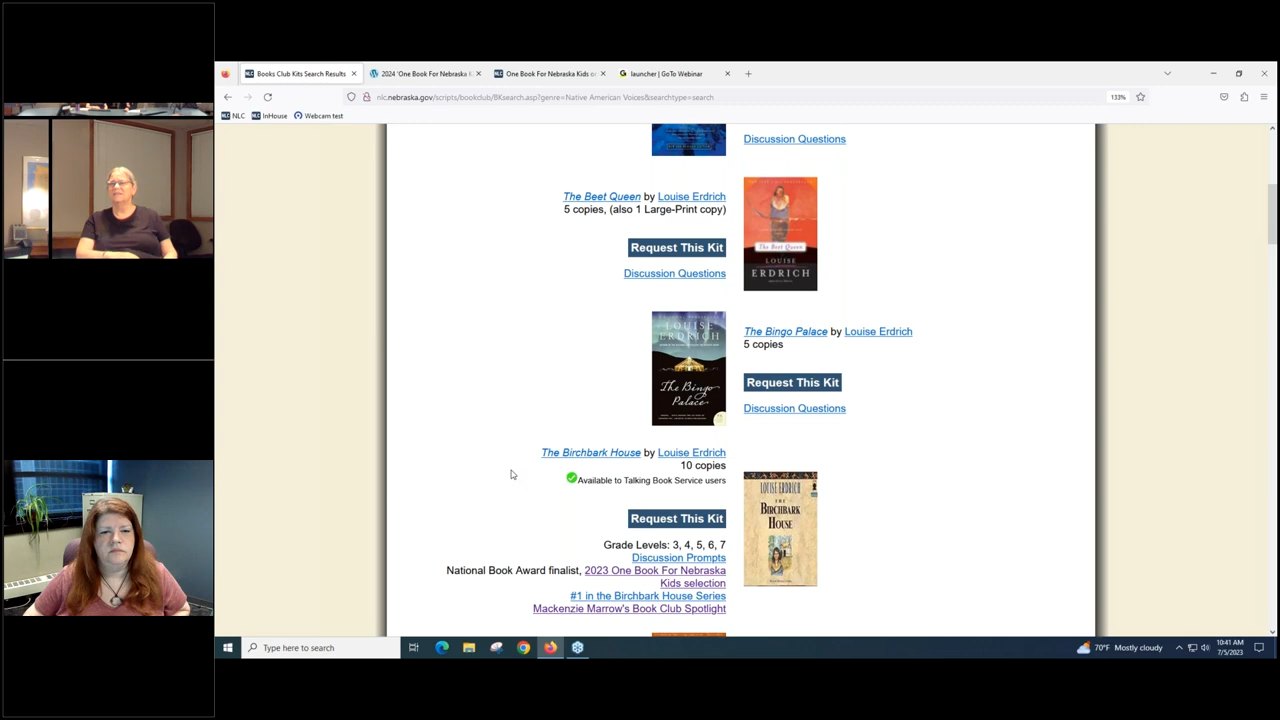 Books Club Kits Search Results
2024 'One Book For Nebraska K
One Book For Nebraska Kids or
launcher | GoTo Webinar
nlc.nebraska.gov/scripts/bookclub/BKsearch.asp?genre=Native American Voices&searchtype=search
133%
NLC
InHouse
Webcam test
Discussion Questions
The Beet Queen by Louise Erdrich
5 copies, (also 1 Large-Print copy)
Request This Kit
Discussion Questions
The Beet Queen
LOUISE
ERDRICH
LOUISE
ERDRICH
The Bingo
Palace
The Bingo Palace by Louise Erdrich
5 copies
Request This Kit
Discussion Questions
The Birchbark House by Louise Erdrich
10 copies
Available to Talking Book Service users
Request This Kit
Grade Levels: 3, 4, 5, 6, 7
Discussion Prompts
National Book Award finalist, 2023 One Book For Nebraska
Kids selection
#1 in the Birchbark House Series
Mackenzie Marrow's Book Club Spotlight
LOUISE ERDRICH
THE
BIRCHBARK
HOUSE
Type here to search
70°F Mostly cloudy
10:41 AM
7/5/2023